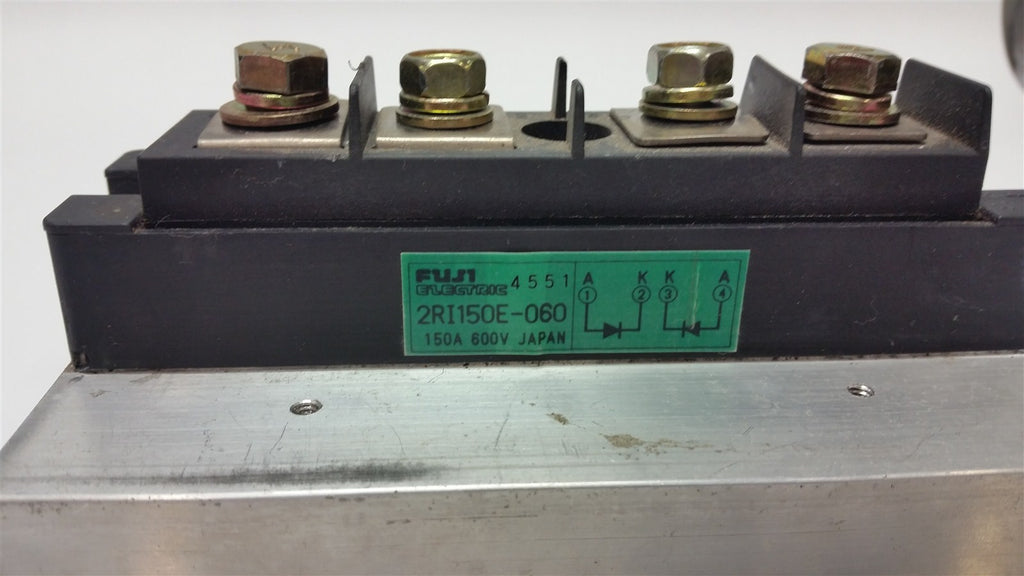 FUJI
ELECTRIC 4551
2RI150E-060
150A 600V JAPAN
A K K A
1 2 3 4